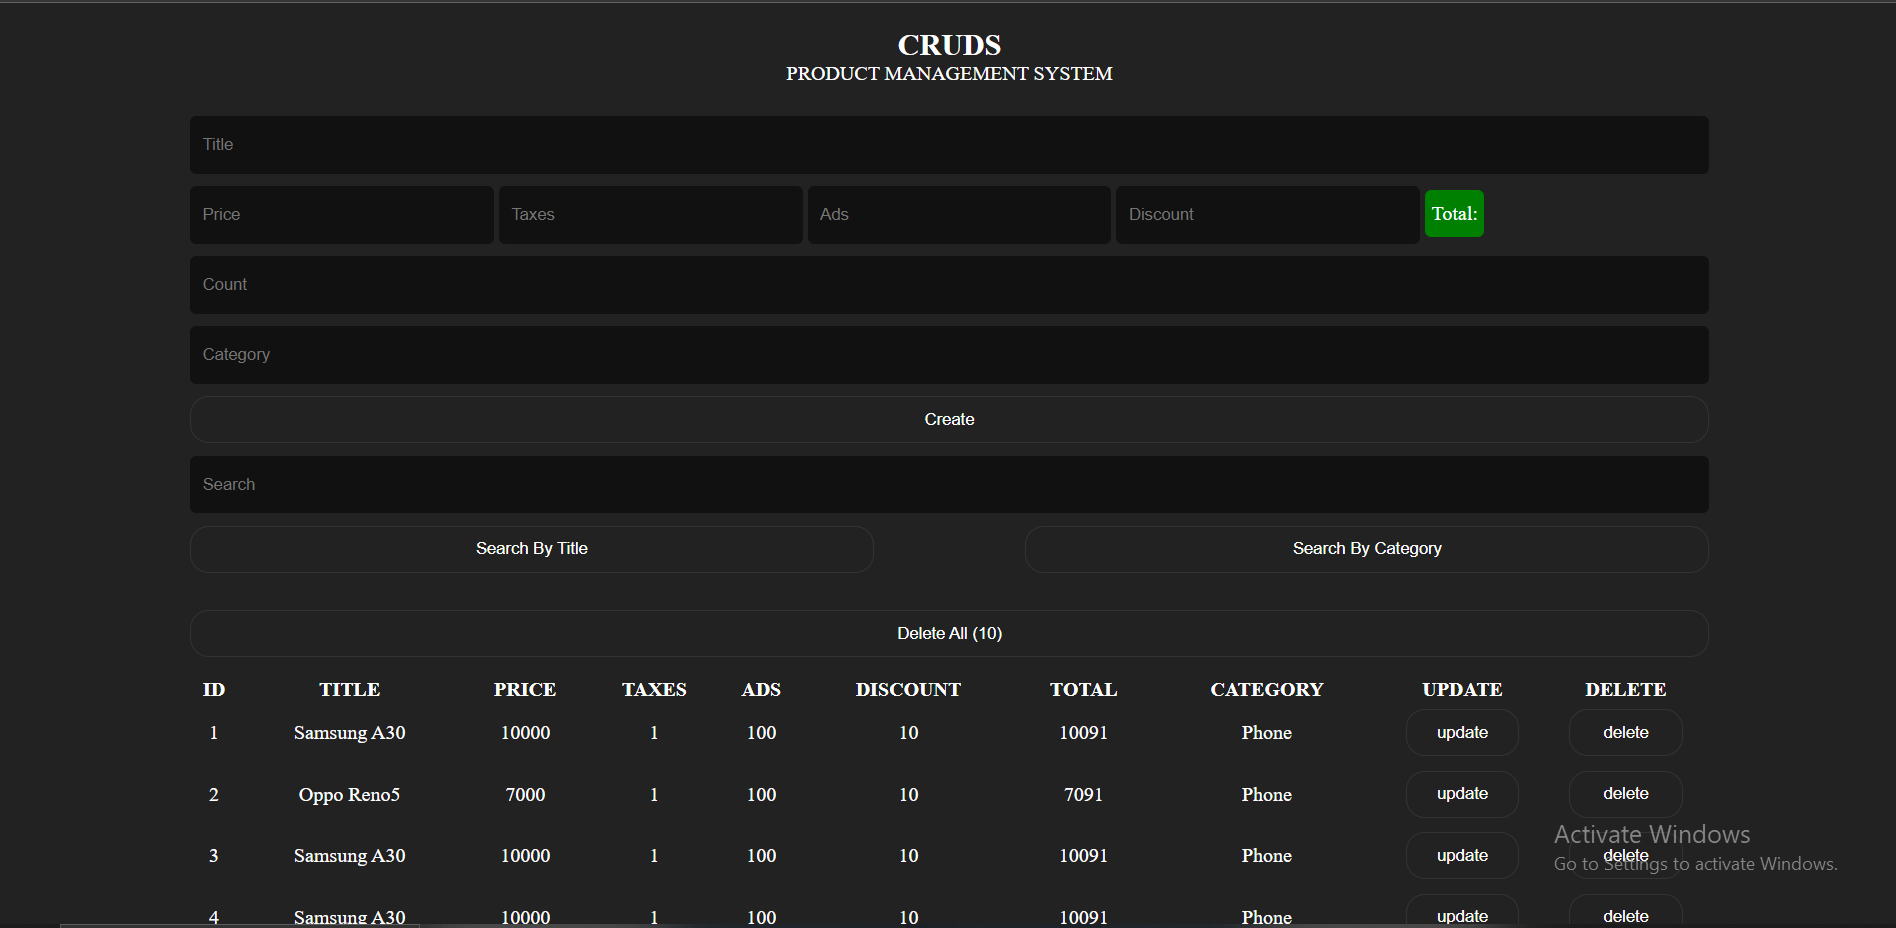 CRUDS
PRODUCT MANAGEMENT SYSTEM
Title
Price Taxes Ads Discount Total:
Count
Category
Create
Search
Search By Title Search By Category
Delete All (10)
ID TITLE PRICE TAXES ADS DISCOUNT TOTAL CATEGORY UPDATE DELETE
1 Samsung A30 10000 1 100 10 10091 Phone update delete
2 Oppo Reno5 7000 1 100 10 7091 Phone update delete
3 Samsung A30 10000 1 100 10 10091 Phone update delete
4 Samsung A30 10000 1 100 10 10091 Phone update delete
Activate Windows
Go to Settings to activate Windows.